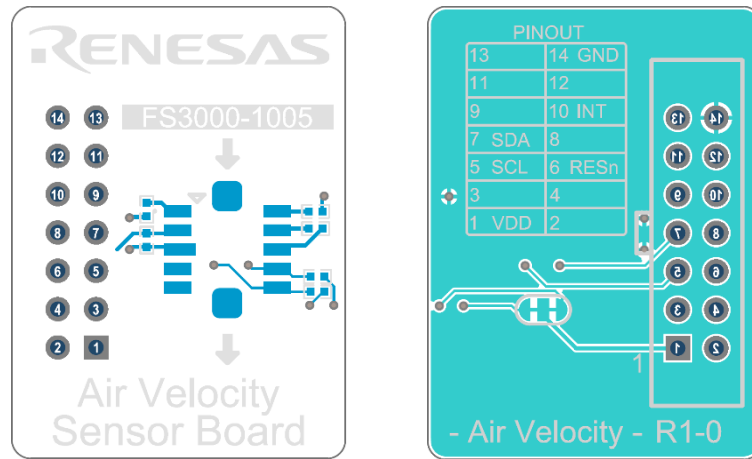 RENESAS
14 13
FS3000-1005
12 11
10 9
8 7
6 5
4 3
2 1
Air Velocity
Sensor Board
PINOUT
13 14 GND
11 12
9 10 INT
7 SDA 8
5 SCL 6 RESn
3 4
1 VDD 2
13 14
11 12
9 10
7 8
5 6
3 4
1 2
1
- Air Velocity - R1-0